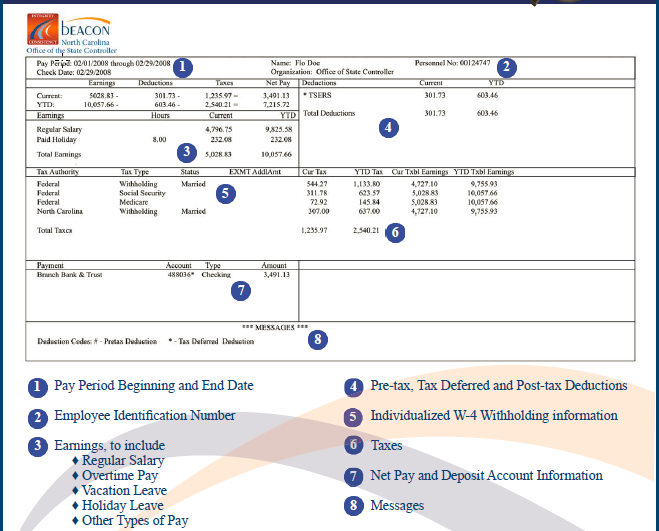 INTEGRITY
CONSISTENCY
BEACON
North Carolina
Office of the State Controller
Pay Period: 02/01/2008 through 02/29/2008 1 Name: Flo Doe Personnel No: 00124747 2
Check Date: 02/29/2008 Organization: Office of State Controller
Earnings Deductions Taxes Net Pay Deductions Current YTD
Current: 5028.83 - 301.73 - 1,235.97 = 3,491.13 * TSERS 301.73 603.46
YTD: 10,057.66 - 603.46 - 2,540.21 = 7,215.72
Earnings Hours Current YTD Total Deductions 301.73 603.46
4
Regular Salary 4,796.75 9,825.58
Paid Holiday 8.00 232.08 232.08
Total Earnings 3 5,028.83 10,057.66
Tax Authority Tax Type Status EXMT AddlAmt Cur Tax YTD Tax Cur Txbl Earnings YTD Txbl Earnings
Federal Withholding Married 544.27 1,133.80 4,727.10 9,755.93
Federal Social Security 5 311.78 623.57 5,028.83 10,057.66
Federal Medicare 72.92 145.84 5,028.83 10,057.66
North Carolina Withholding Married 307.00 637.00 4,727.10 9,755.93
Total Taxes 1,235.97 2,540.21 6
Payment Account Type Amount
Branch Bank & Trust 488036* Checking 3,491.13
7
*** MESSAGES ***
Deduction Codes: # - Pretax Deduction * - Tax Deferred Deduction 8
1 Pay Period Beginning and End Date
2 Employee Identification Number
3 Earnings, to include
♦ Regular Salary
♦ Overtime Pay
♦ Vacation Leave
♦ Holiday Leave
♦ Other Types of Pay
4 Pre-tax, Tax Deferred and Post-tax Deductions
5 Individualized W-4 Withholding information
6 Taxes
7 Net Pay and Deposit Account Information
8 Messages